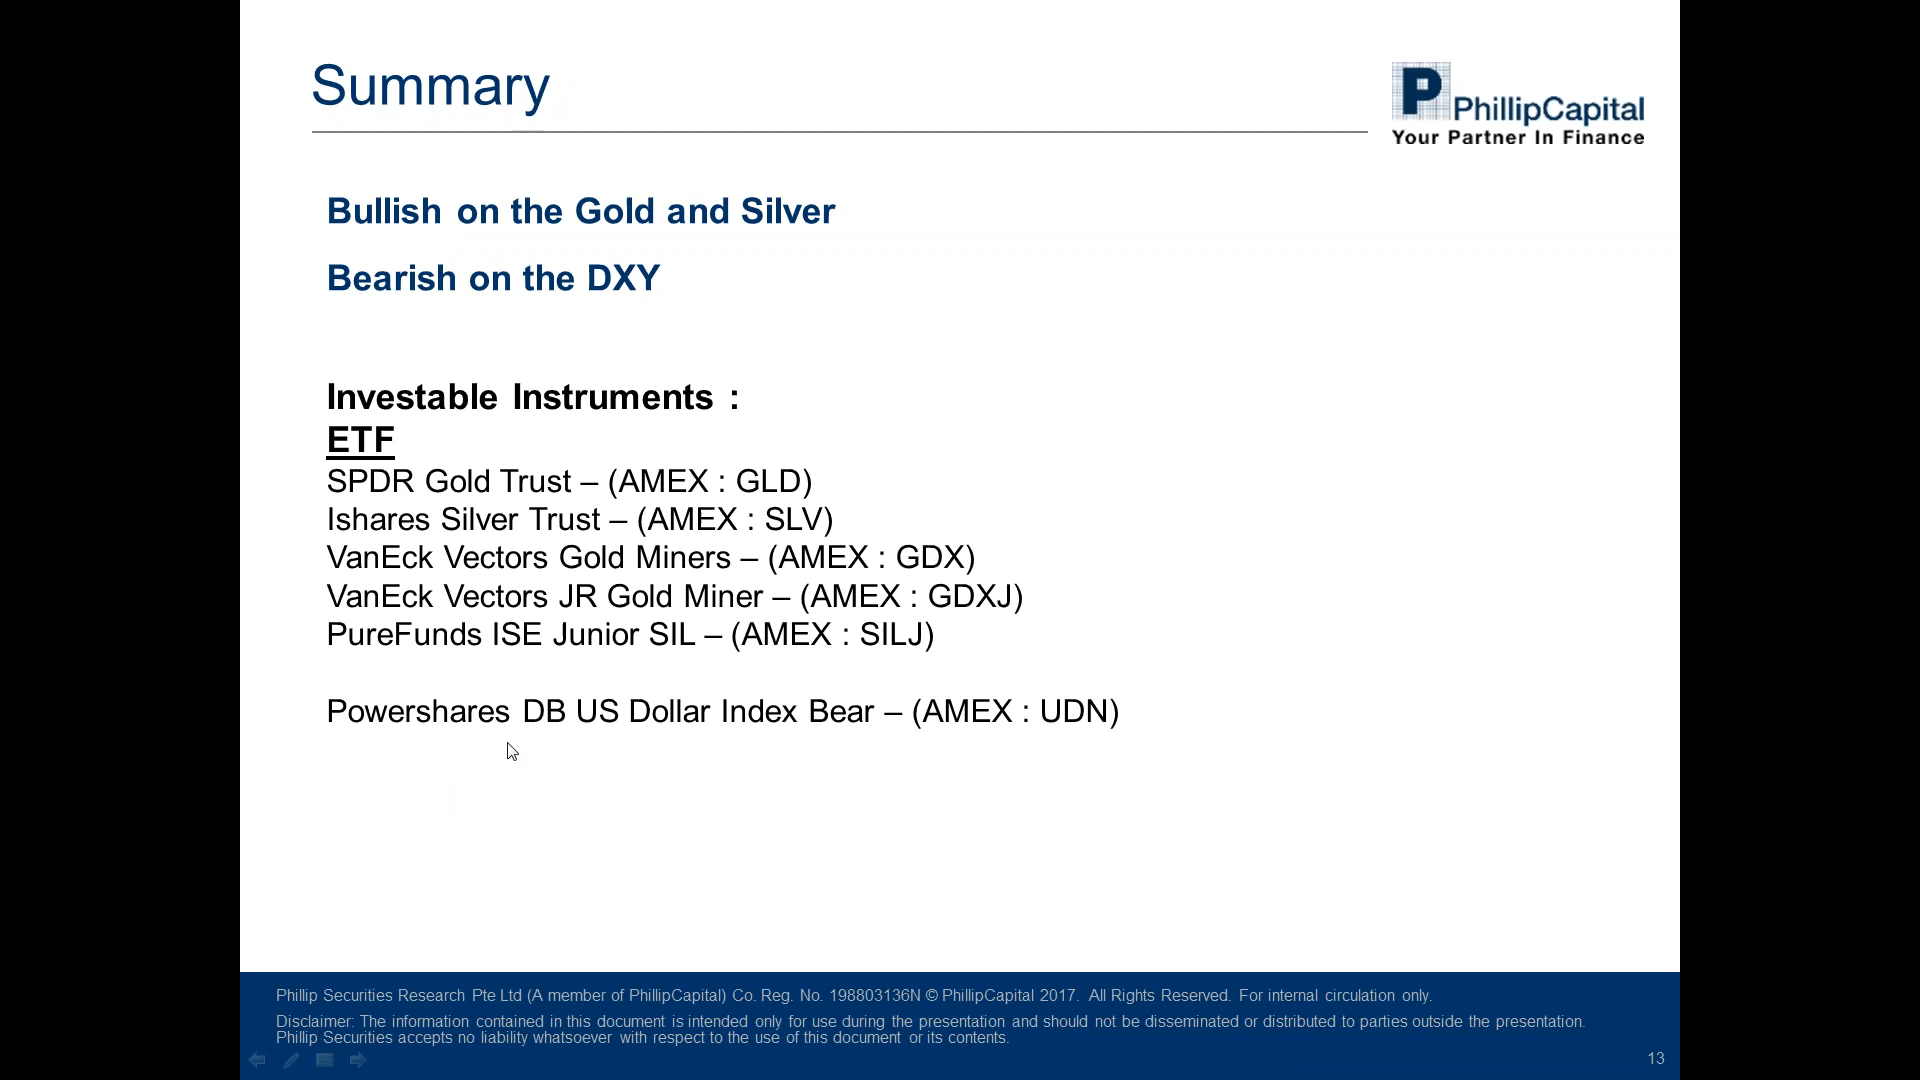 Summary
P PhillipCapital
Your Partner In Finance
Bullish on the Gold and Silver
Bearish on the DXY
Investable Instruments :
ETF
SPDR Gold Trust – (AMEX : GLD)
Ishares Silver Trust – (AMEX : SLV)
VanEck Vectors Gold Miners – (AMEX : GDX)
VanEck Vectors JR Gold Miner – (AMEX : GDXJ)
PureFunds ISE Junior SIL – (AMEX : SILJ)
Powershares DB US Dollar Index Bear – (AMEX : UDN)
Phillip Securities Research Pte Ltd (A member of PhillipCapital) Co. Reg. No. 198803136N © PhillipCapital 2017. All Rights Reserved. For internal circulation only.
Disclaimer: The information contained in this document is intended only for use during the presentation and should not be disseminated or distributed to parties outside the presentation.
Phillip Securities accepts no liability whatsoever with respect to the use of this document or its contents.
13